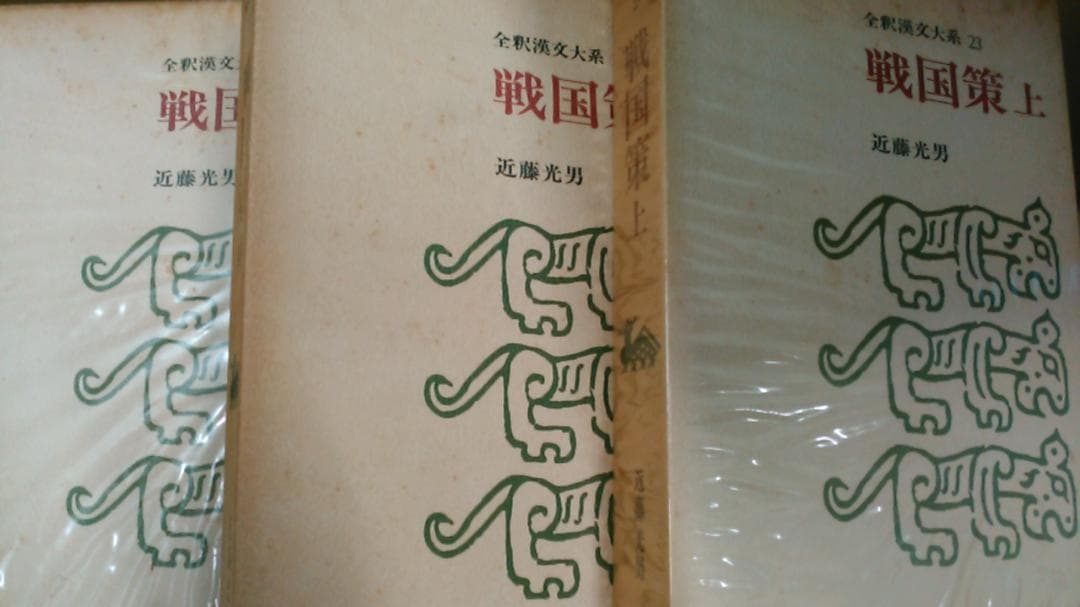 全釈漢文
戦国
近藤光男
全釈漢文大系
戦国策
近藤光男
戦国策 上
全釈漢文大系 23
戦国策 上
近藤光男